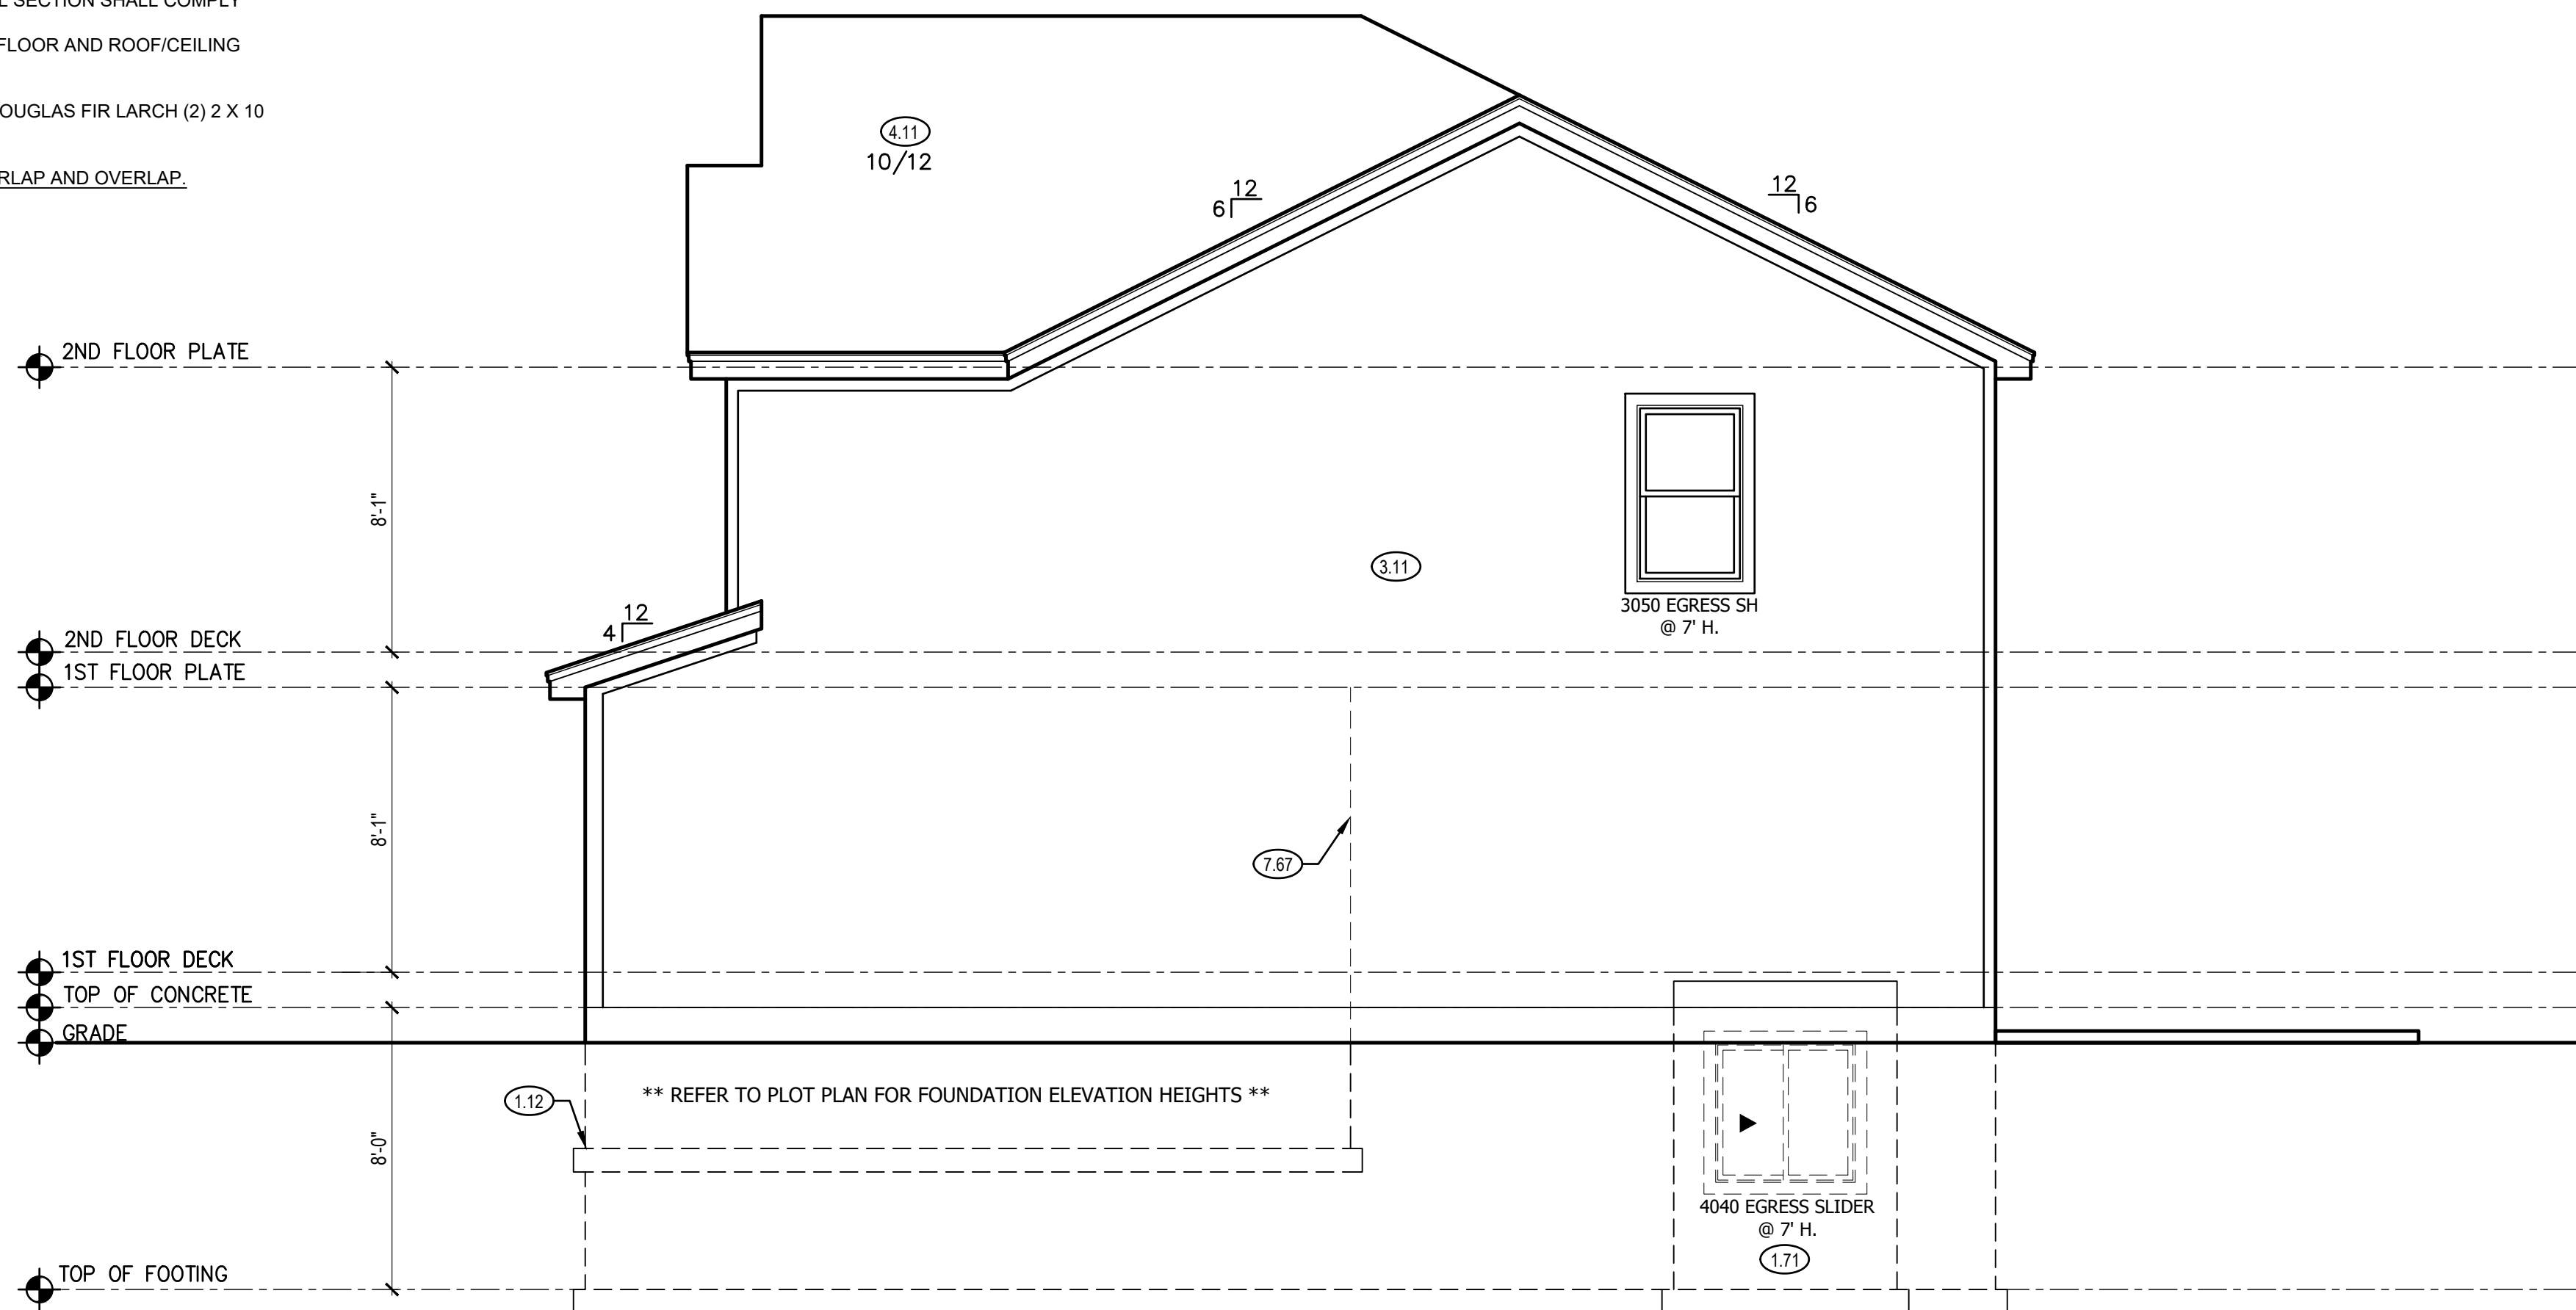 L SECTION SHALL COMPLY
FLOOR AND ROOF/CEILING
OUGLAS FIR LARCH (2) 2 X 10
RLAP AND OVERLAP.
4.11
10/12
12
6
12
6
2ND FLOOR PLATE
8'-1"
3.11
3050 EGRESS SH
@ 7' H.
12
4
2ND FLOOR DECK
1ST FLOOR PLATE
8'-1"
7.67
1ST FLOOR DECK
TOP OF CONCRETE
GRADE
1.12
** REFER TO PLOT PLAN FOR FOUNDATION ELEVATION HEIGHTS **
8'-0"
4040 EGRESS SLIDER
@ 7' H.
1.71
TOP OF FOOTING